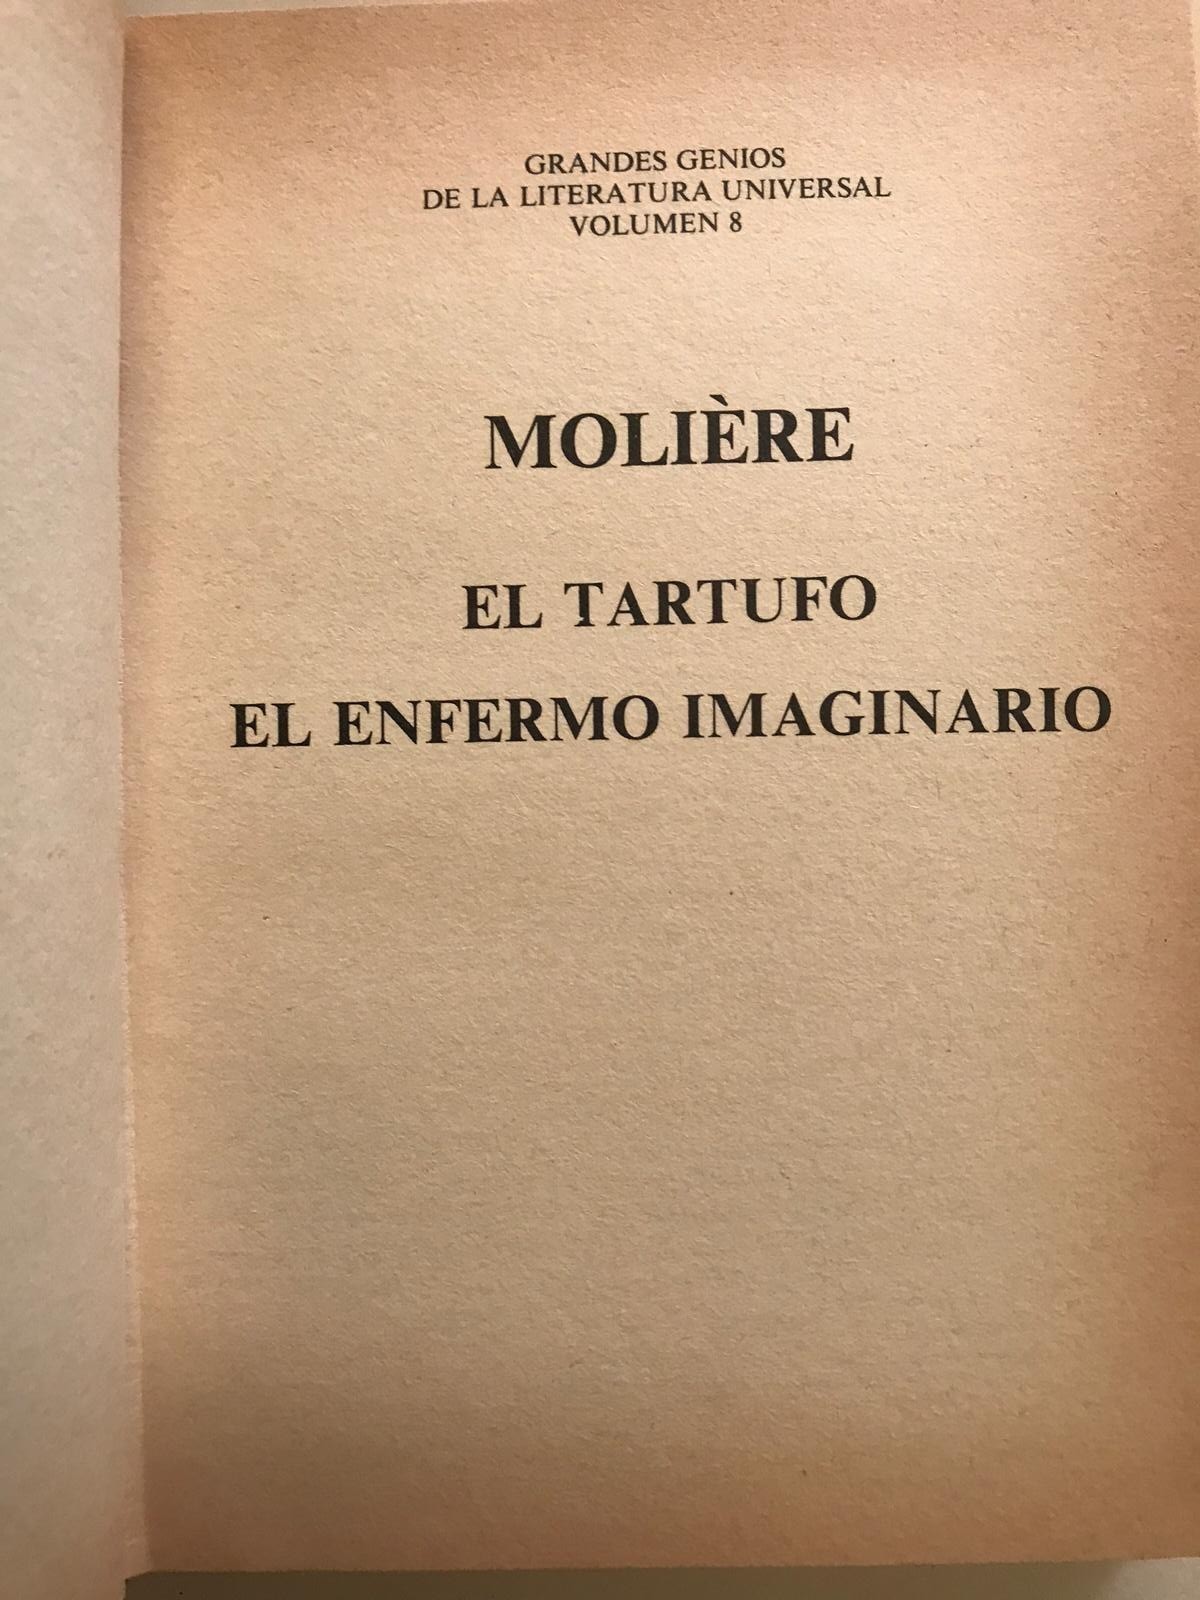 GRANDES GENIOS
DE LA LITERATURA UNIVERSAL
VOLUMEN 8
MOLIÈRE
EL TARTUFO
EL ENFERMO IMAGINARIO